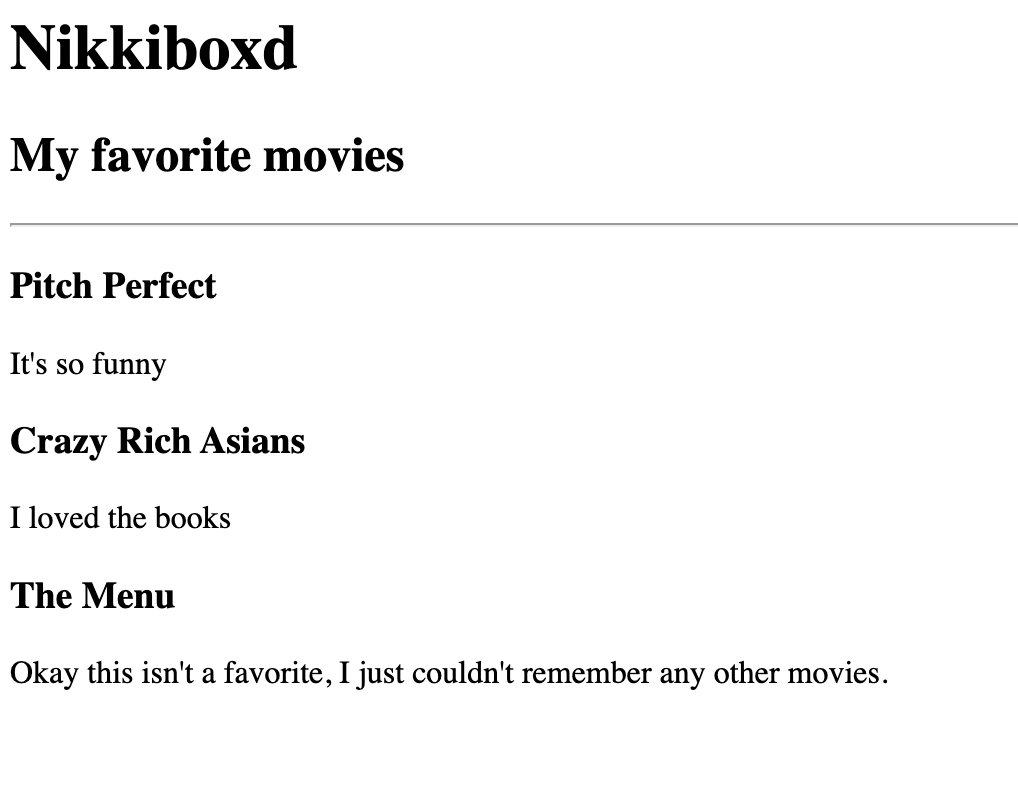 Nikkiboxd
My favorite movies
Pitch Perfect
It's so funny
Crazy Rich Asians
I loved the books
The Menu
Okay this isn't a favorite, I just couldn't remember any other movies.